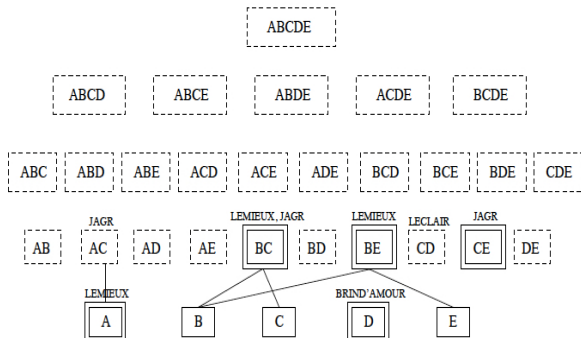 ABCDE
ABCD ABCE ABDE ACDE BCDE
ABC ABD ABE ACD ACE ADE BCD BCE BDE CDE
JAGR LEMIEUX, JAGR LEMIEUX LECLAIR JAGR
AB AC AD AE BC BD BE CD CE DE
LEMIEUX BRIND'AMOUR
A B C D E